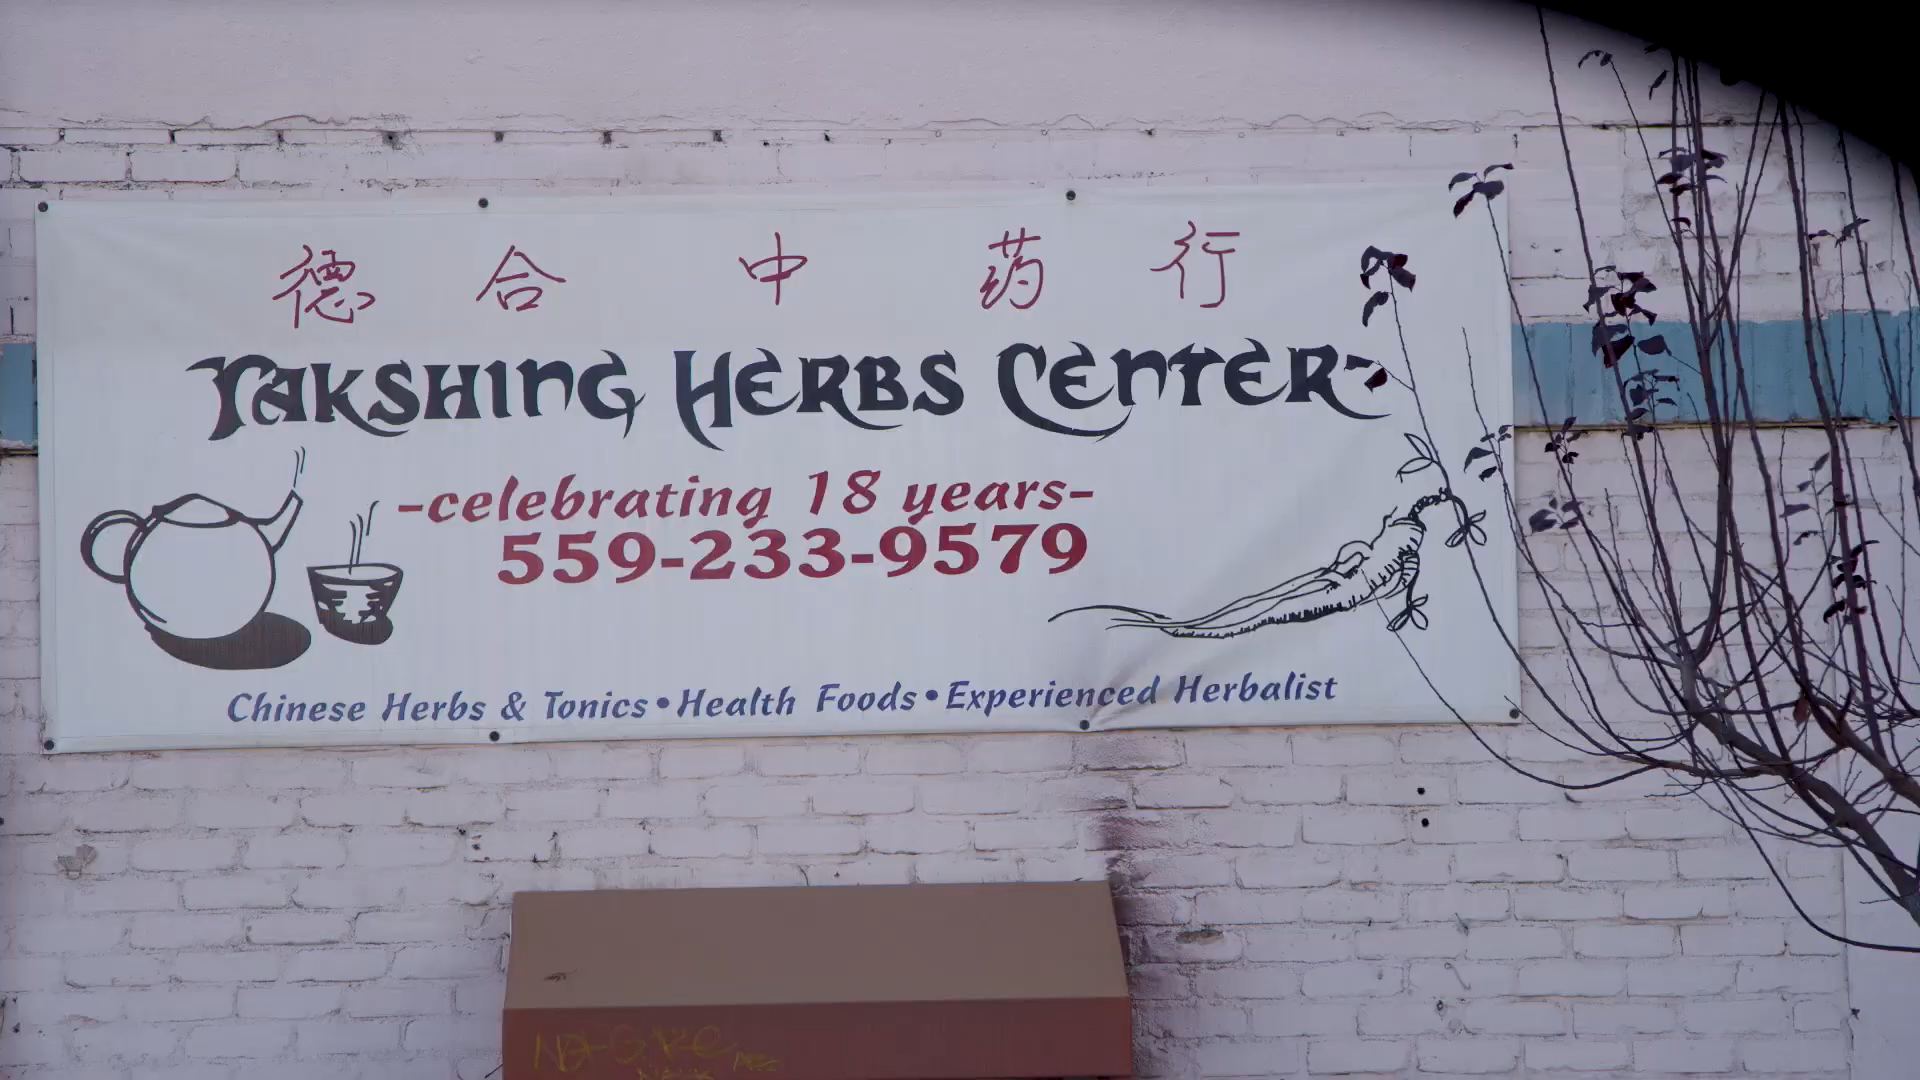 德 合 中 药 行
YAKSHING HERBS CENTER
-celebrating 18 years-
559-233-9579
Chinese Herbs & Tonics • Health Foods • Experienced Herbalist